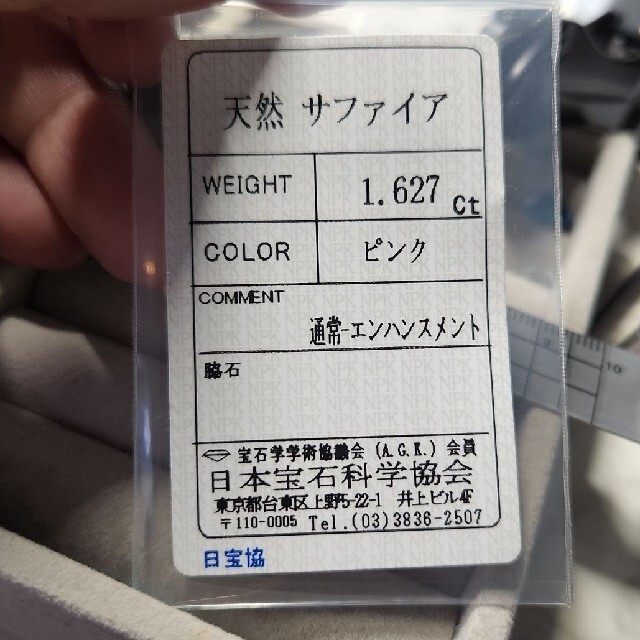 天然 サファイア
WEIGHT 1.627 Ct
COLOR ピンク
COMMENT
通常-エンハンスメント
脇石
宝石学学術協議会 (A.G.K.) 会員
日本宝石科学協会
東京都台東区上野5-22-1 井上ビル4F
〒110-0005 Tel.(03)3836-2507
日宝協
10